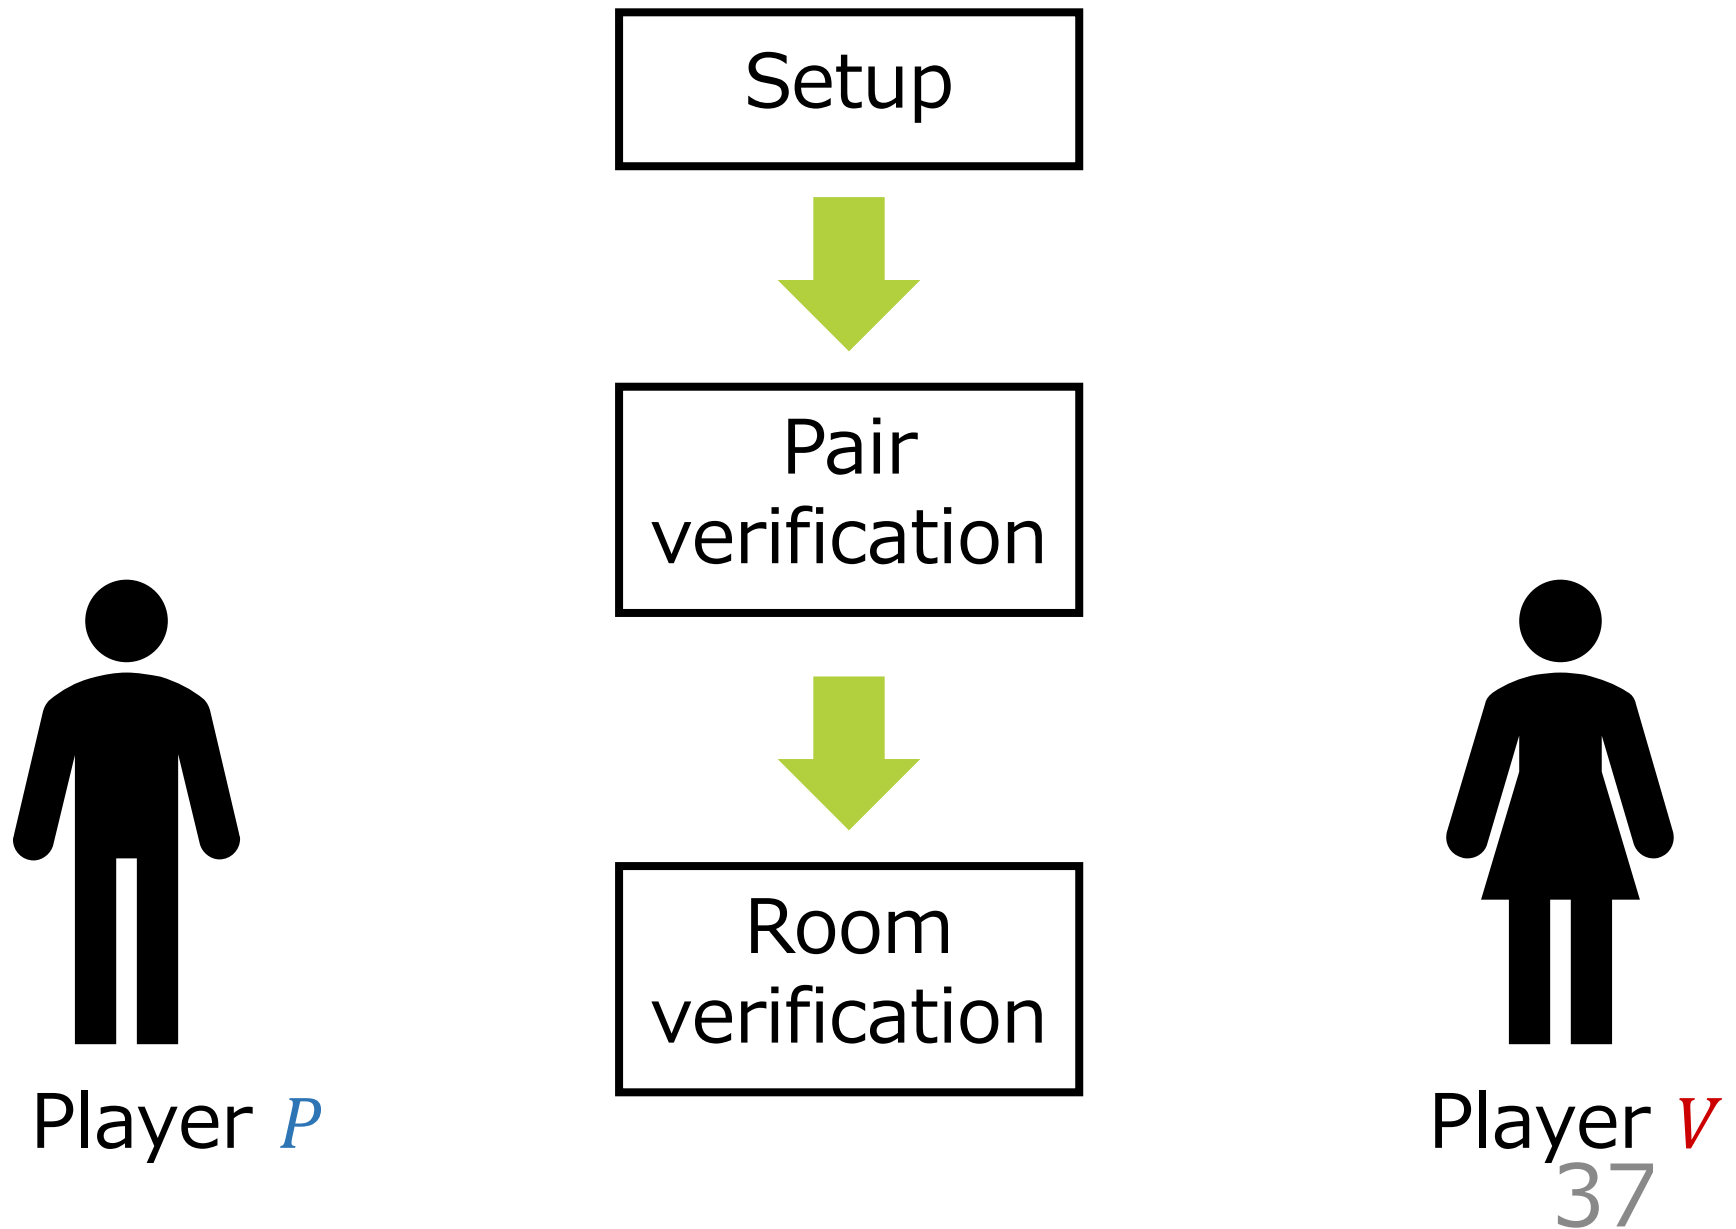 Setup
Pair
verification
Room
verification
Player P
Player V
37